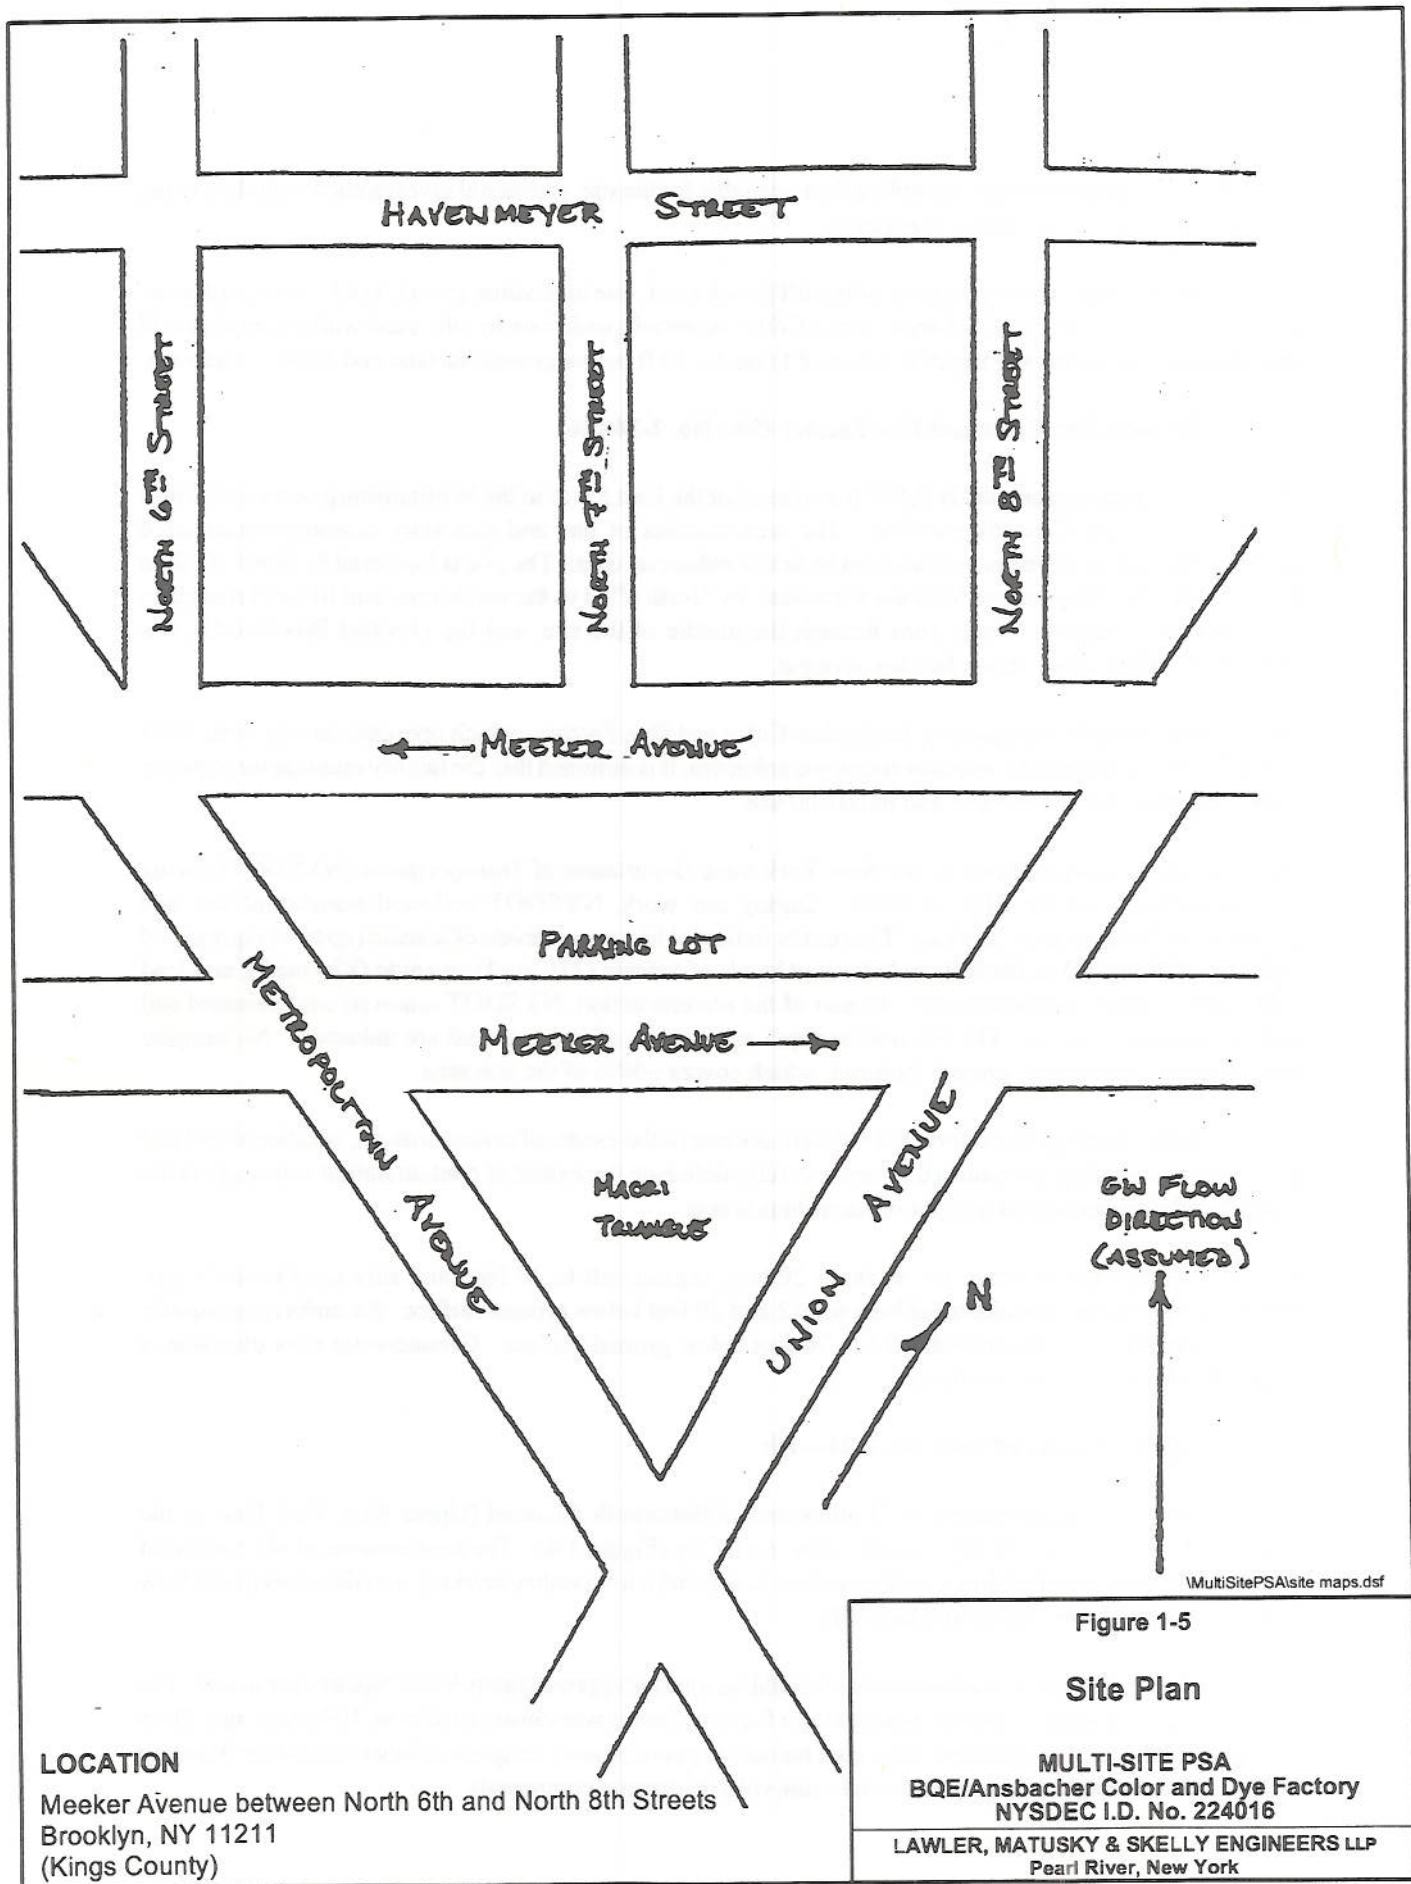 HAVENMEYER STREET
NORTH 6TH STREET
NORTH 7TH STREET
NORTH 8TH STREET
MEEKER AVENUE
PARKING LOT
METROPOLITAN AVENUE
MEEKER AVENUE
MAORI
TRIANGLE
UNION AVENUE
GW FLOW
DIRECTION
(ASSUMED)
N
\MultiSitePSA\site maps.dsf
Figure 1-5
Site Plan
MULTI-SITE PSA
BQE/Ansbacher Color and Dye Factory
NYSDEC I.D. No. 224016
LAWLER, MATUSKY & SKELLY ENGINEERS LLP
Pearl River, New York
LOCATION
Meeker Avenue between North 6th and North 8th Streets
Brooklyn, NY 11211
(Kings County)